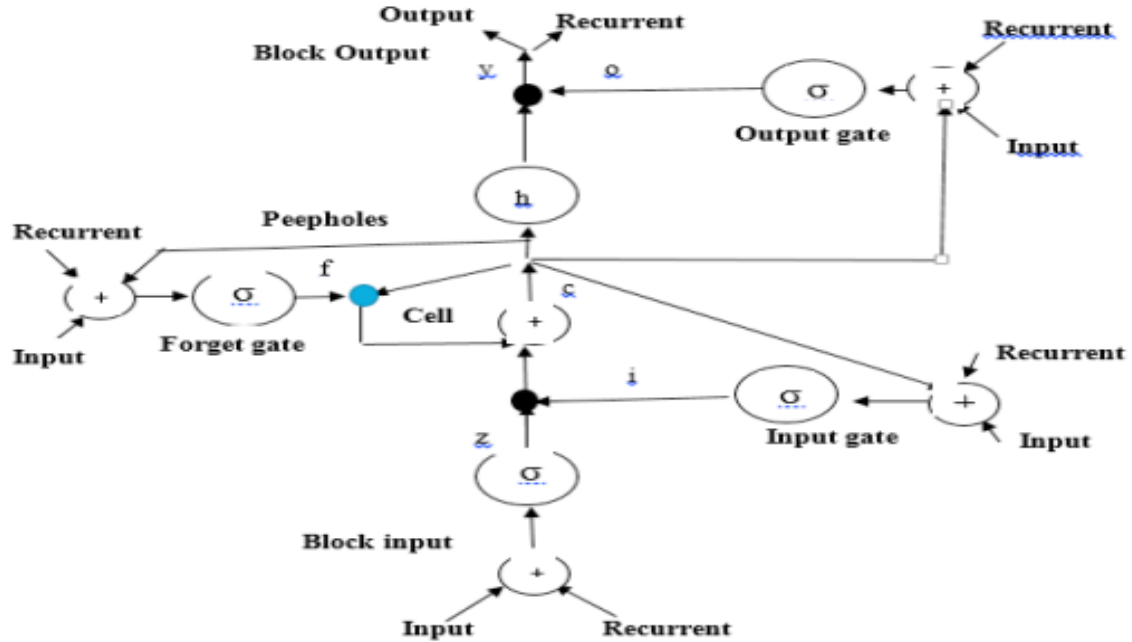 Output
Recurrent
Block Output
y
o
Recurrent
σ
+
Output gate
Input
h
Peepholes
Recurrent
f
+
σ
c
Cell
+
Input
Forget gate
i
Recurrent
σ
+
Input gate
Input
z
σ
Block input
+
Input
Recurrent